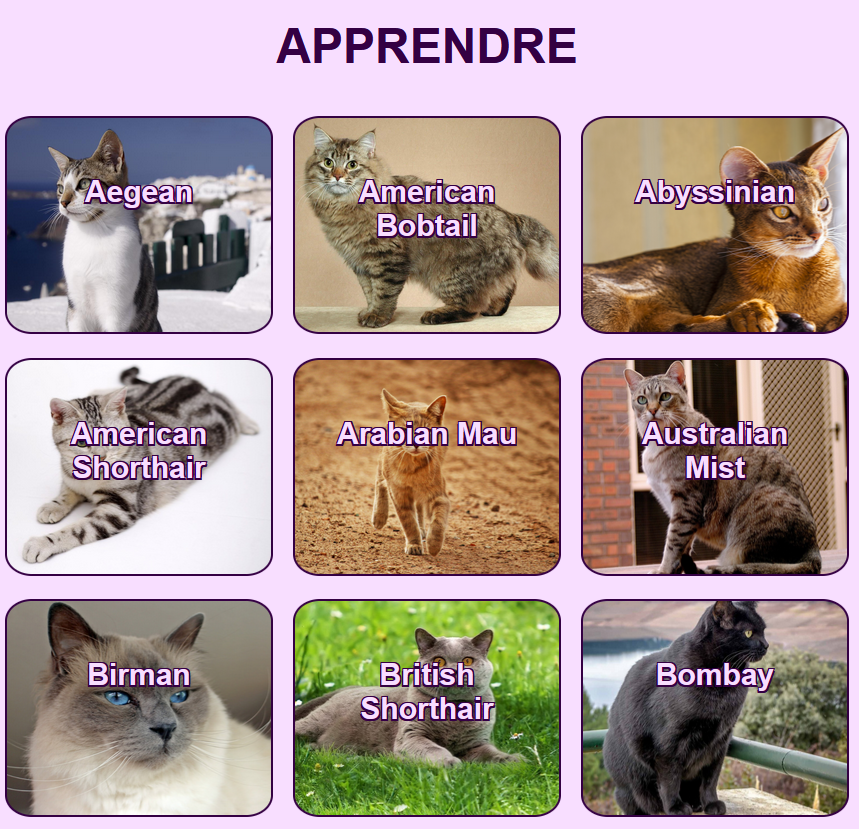 APPRENDRE
Aegean
American
Bobtail
Abyssinian
American
Shorthair
Arabian Mau
Australian
Mist
Birman
British
Shorthair
Bombay